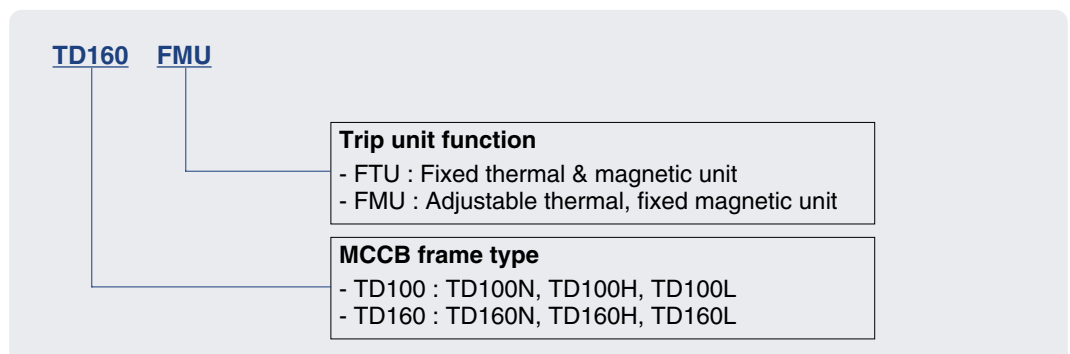 TD160 FMU
Trip unit function
- FTU : Fixed thermal & magnetic unit
- FMU : Adjustable thermal, fixed magnetic unit
MCCB frame type
- TD100 : TD100N, TD100H, TD100L
- TD160 : TD160N, TD160H, TD160L